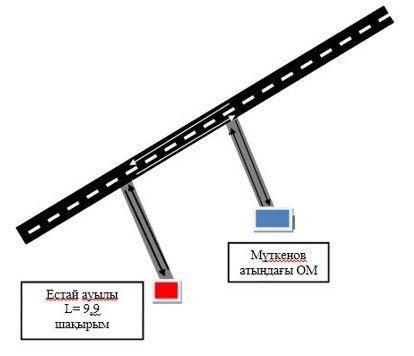 Мүткенов
атындағы ОМ
Естай ауылы
L= 9,9
шақырым